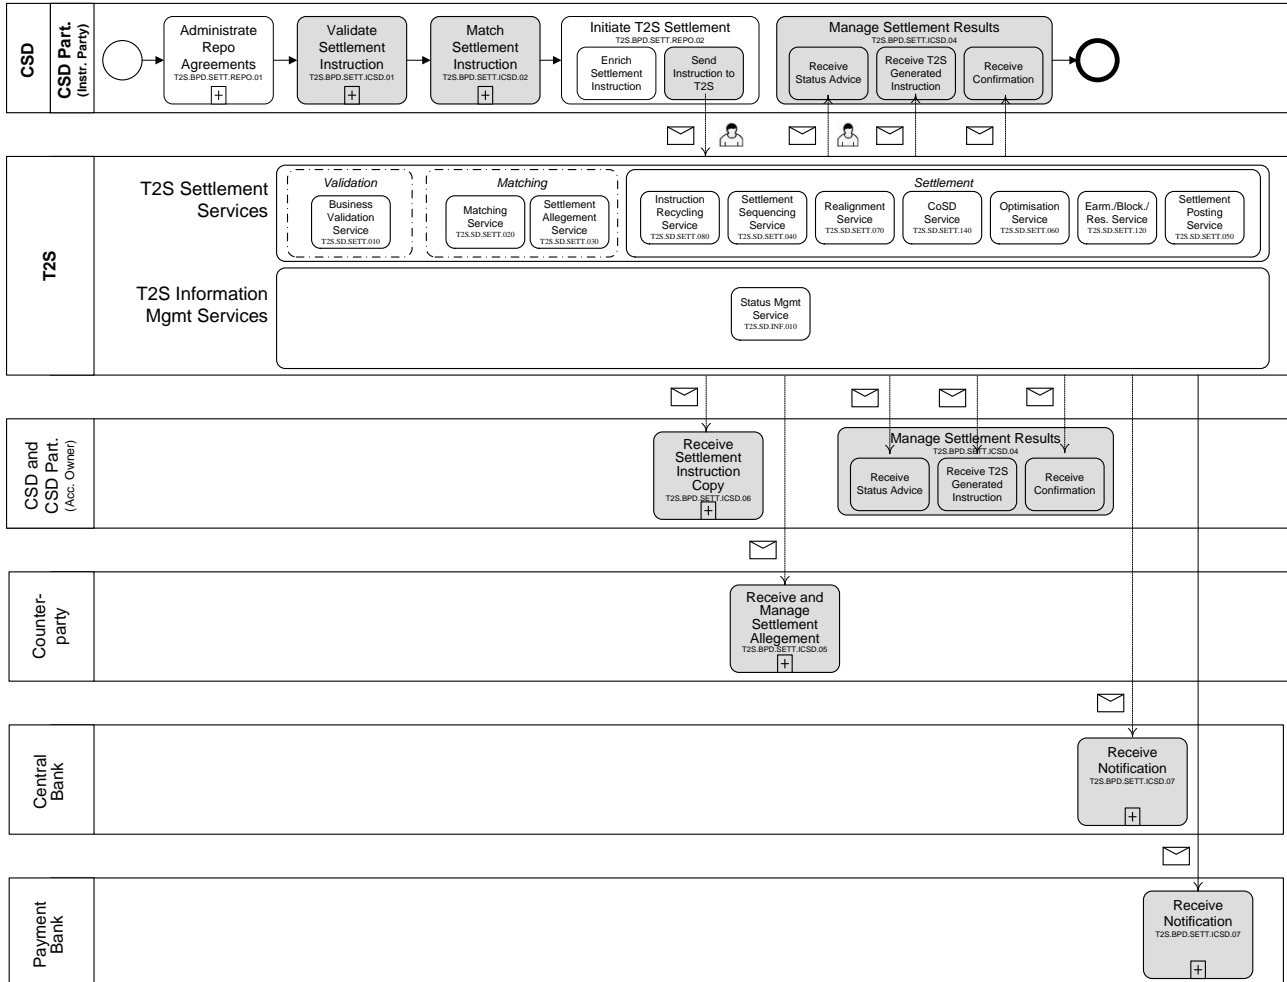 CSD
CSD Part.
(Instr. Party)
Administrate
Repo
Agreements
T2S.BPD.SETT.REPO.01
+
Validate
Settlement
Instruction
T2S.BPD.SETT.ICSD.01
+
Match
Settlement
Instruction
T2S.BPD.SETT.ICSD.02
+
Initiate T2S Settlement
T2S.BPD.SETT.REPO.02
Enrich
Settlement
Instruction
Send
Instruction to
T2S
Manage Settlement Results
T2S.BPD.SETT.ICSD.04
Receive
Status Advice
Receive T2S
Generated
Instruction
Receive
Confirmation
T2S
T2S Settlement
Services
Validation
Business
Validation
Service
T2S.SD.SETT.010
Matching
Matching
Service
T2S.SD.SETT.020
Settlement
Allegement
Service
T2S.SD.SETT.030
Settlement
Instruction
Recycling
Service
T2S.SD.SETT.080
Settlement
Sequencing
Service
T2S.SD.SETT.040
Realignment
Service
T2S.SD.SETT.070
CoSD
Service
T2S.SD.SETT.140
Optimisation
Service
T2S.SD.SETT.060
Earm./Block./
Res. Service
T2S.SD.SETT.120
Settlement
Posting
Service
T2S.SD.SETT.050
T2S Information
Mgmt Services
Status Mgmt
Service
T2S.SD.INF.010
CSD and
CSD Part.
(Acc. Owner)
Receive
Settlement
Instruction
Copy
T2S.BPD.SETT.ICSD.06
+
Manage Settlement Results
T2S.BPD.SETT.ICSD.04
Receive
Status Advice
Receive T2S
Generated
Instruction
Receive
Confirmation
Counter-
party
Receive and
Manage
Settlement
Allegement
T2S.BPD.SETT.ICSD.05
+
Central
Bank
Receive
Notification
T2S.BPD.SETT.ICSD.07
+
Payment
Bank
Receive
Notification
T2S.BPD.SETT.ICSD.07
+